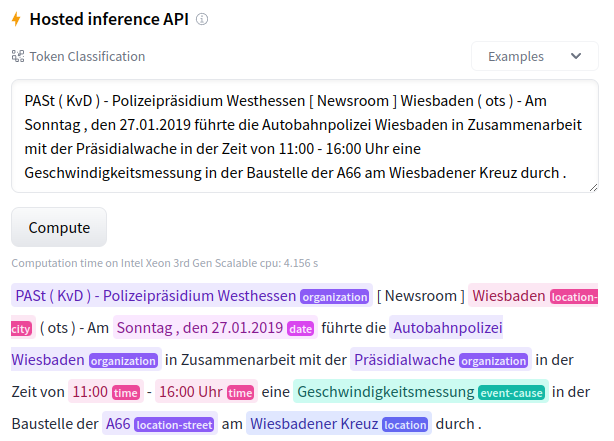 Hosted inference API
Token Classification
Examples
PASt ( KvD ) - Polizeipräsidium Westhessen [ Newsroom ] Wiesbaden ( ots ) - Am
Sonntag , den 27.01.2019 führte die Autobahnpolizei Wiesbaden in Zusammenarbeit
mit der Präsidialwache in der Zeit von 11:00 - 16:00 Uhr eine
Geschwindigkeitsmessung in der Baustelle der A66 am Wiesbadener Kreuz durch .
Compute
Computation time on Intel Xeon 3rd Gen Scalable cpu: 4.156 s
PASt ( KvD ) - Polizeipräsidium Westhessen organization [ Newsroom ] Wiesbaden location-
city ( ots ) - Am Sonntag , den 27.01.2019 date führte die Autobahnpolizei
Wiesbaden organization in Zusammenarbeit mit der Präsidialwache organization in der
Zeit von 11:00 time - 16:00 Uhr time eine Geschwindigkeitsmessung event-cause in der
Baustelle der A66 location-street am Wiesbadener Kreuz location durch .